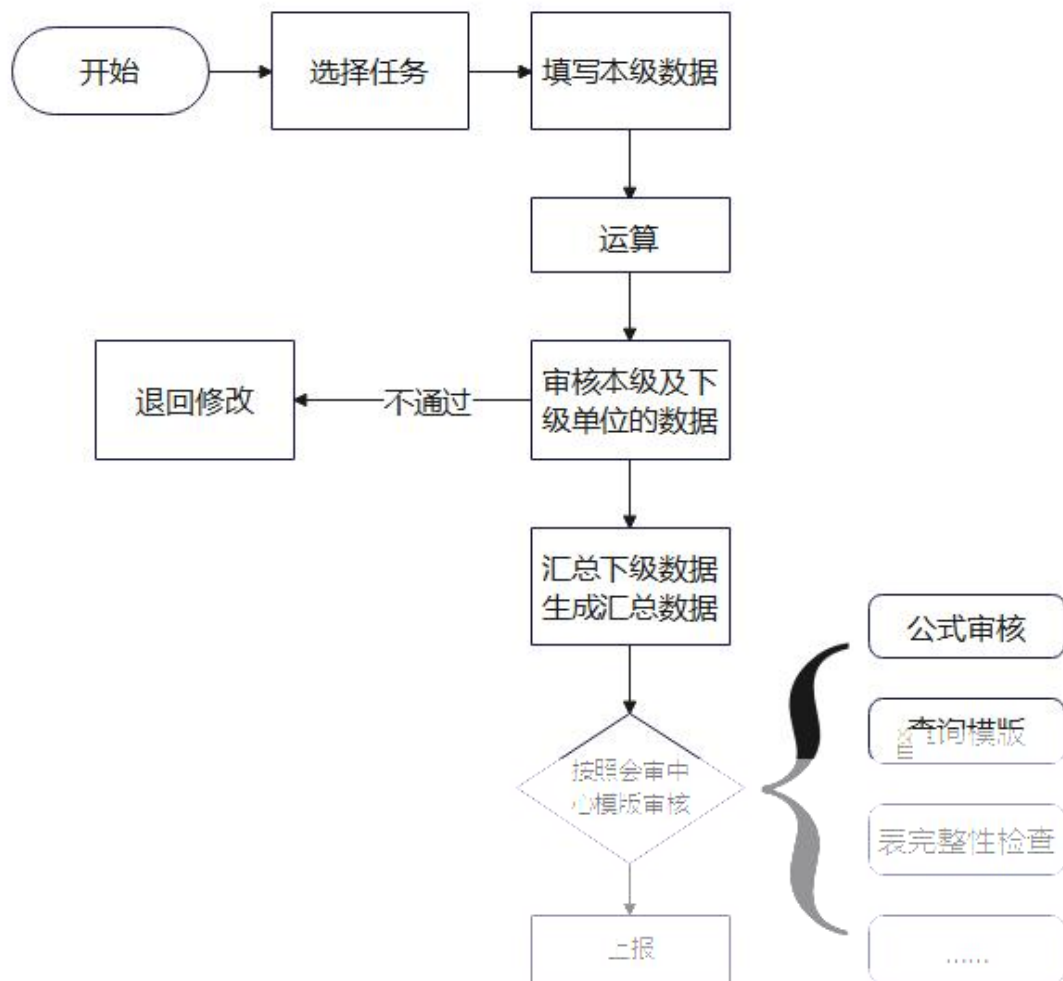 开始
选择任务
填写本级数据
运算
审核本级及下
级单位的数据
不通过
退回修改
汇总下级数据
生成汇总数据
按照会审中
心模版审核
公式审核
查询模版
表完整性检查
……
上报